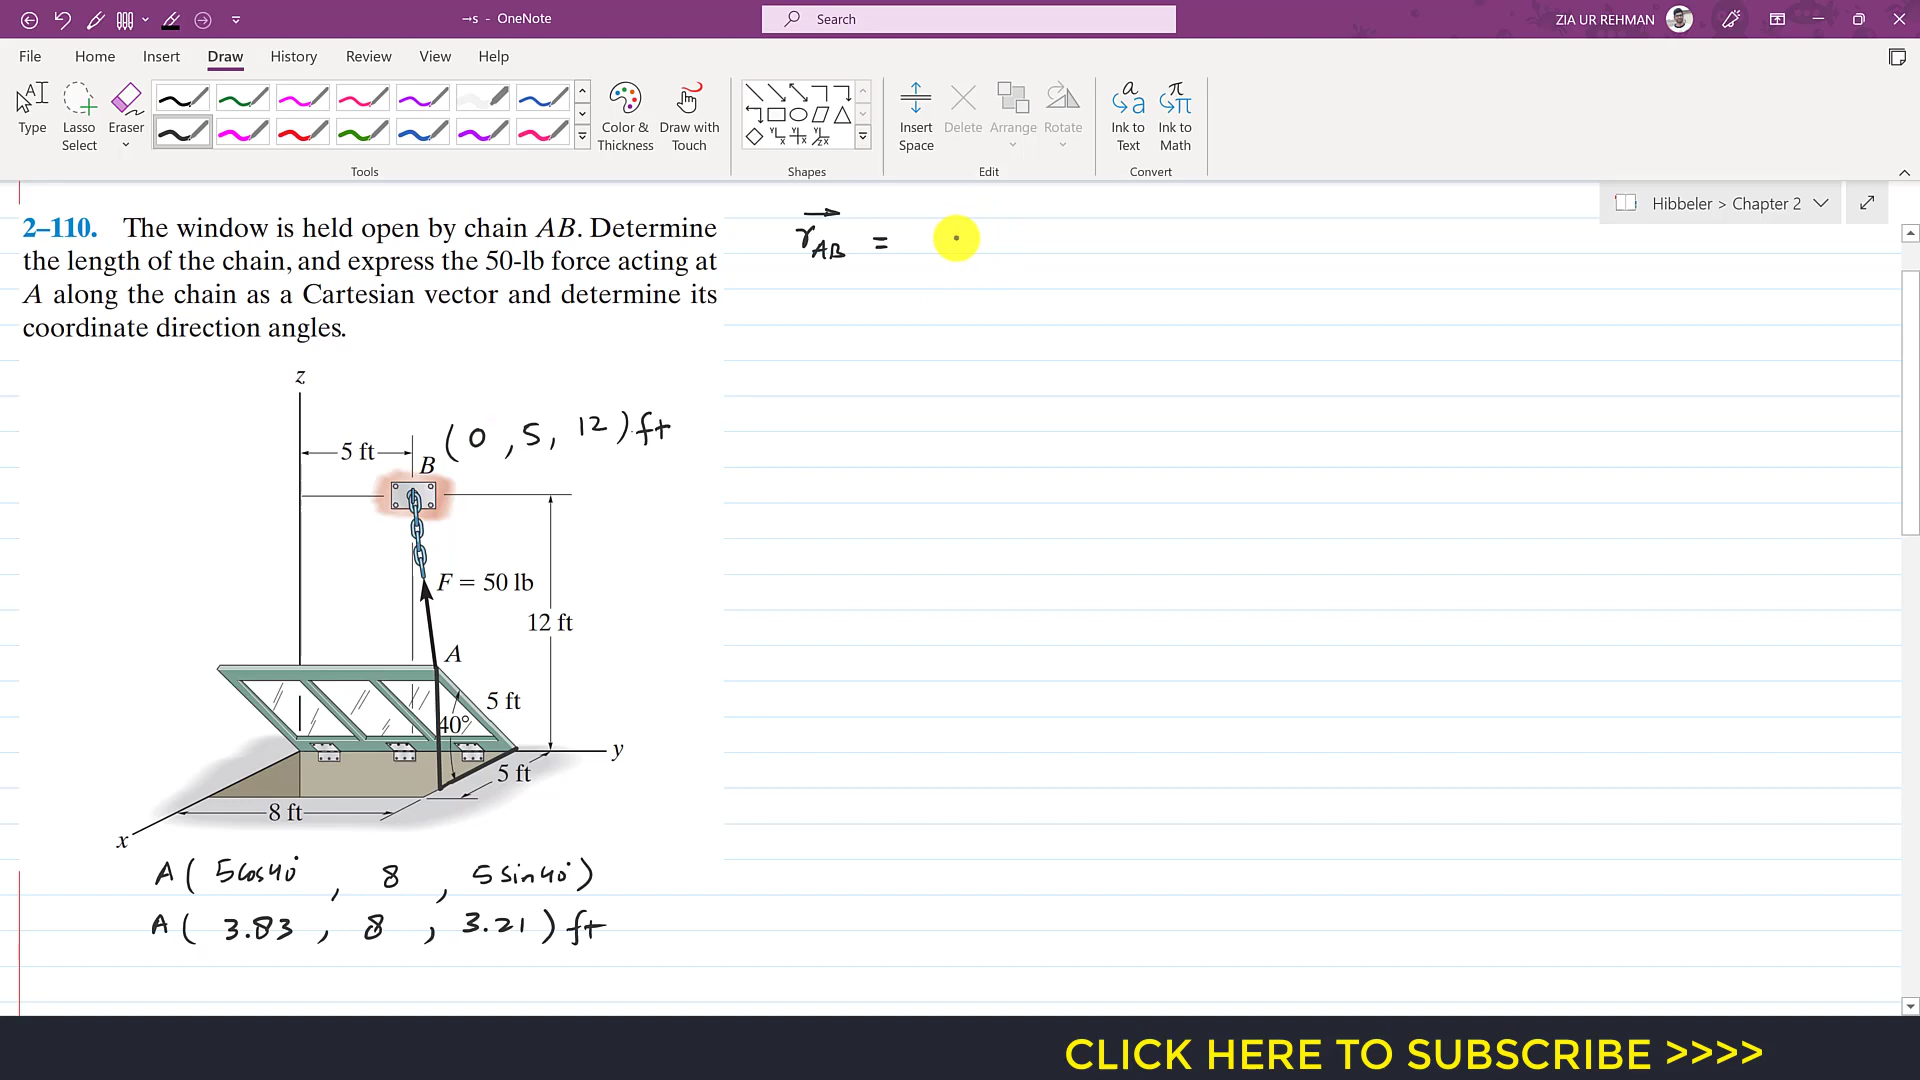 →s - OneNote
Search
ZIA UR REHMAN
File Home Insert Draw History Review View Help
Type
Lasso Select
Eraser
Color & Thickness
Draw with Touch
Insert Space
Delete
Arrange
Rotate
Ink to Text
Ink to Math
Tools
Shapes
Edit
Convert
Hibbeler > Chapter 2
2–110. The window is held open by chain AB. Determine
the length of the chain, and express the 50-lb force acting at
A along the chain as a Cartesian vector and determine its
coordinate direction angles.
r⃗AB =
z
(0, 5, 12) ft
5 ft
B
F = 50 lb
12 ft
A
5 ft
40°
y
5 ft
8 ft
x
A( 5cos40° , 8 , 5sin40°)
A( 3.83 , 8 , 3.21 ) ft
CLICK HERE TO SUBSCRIBE >>>>